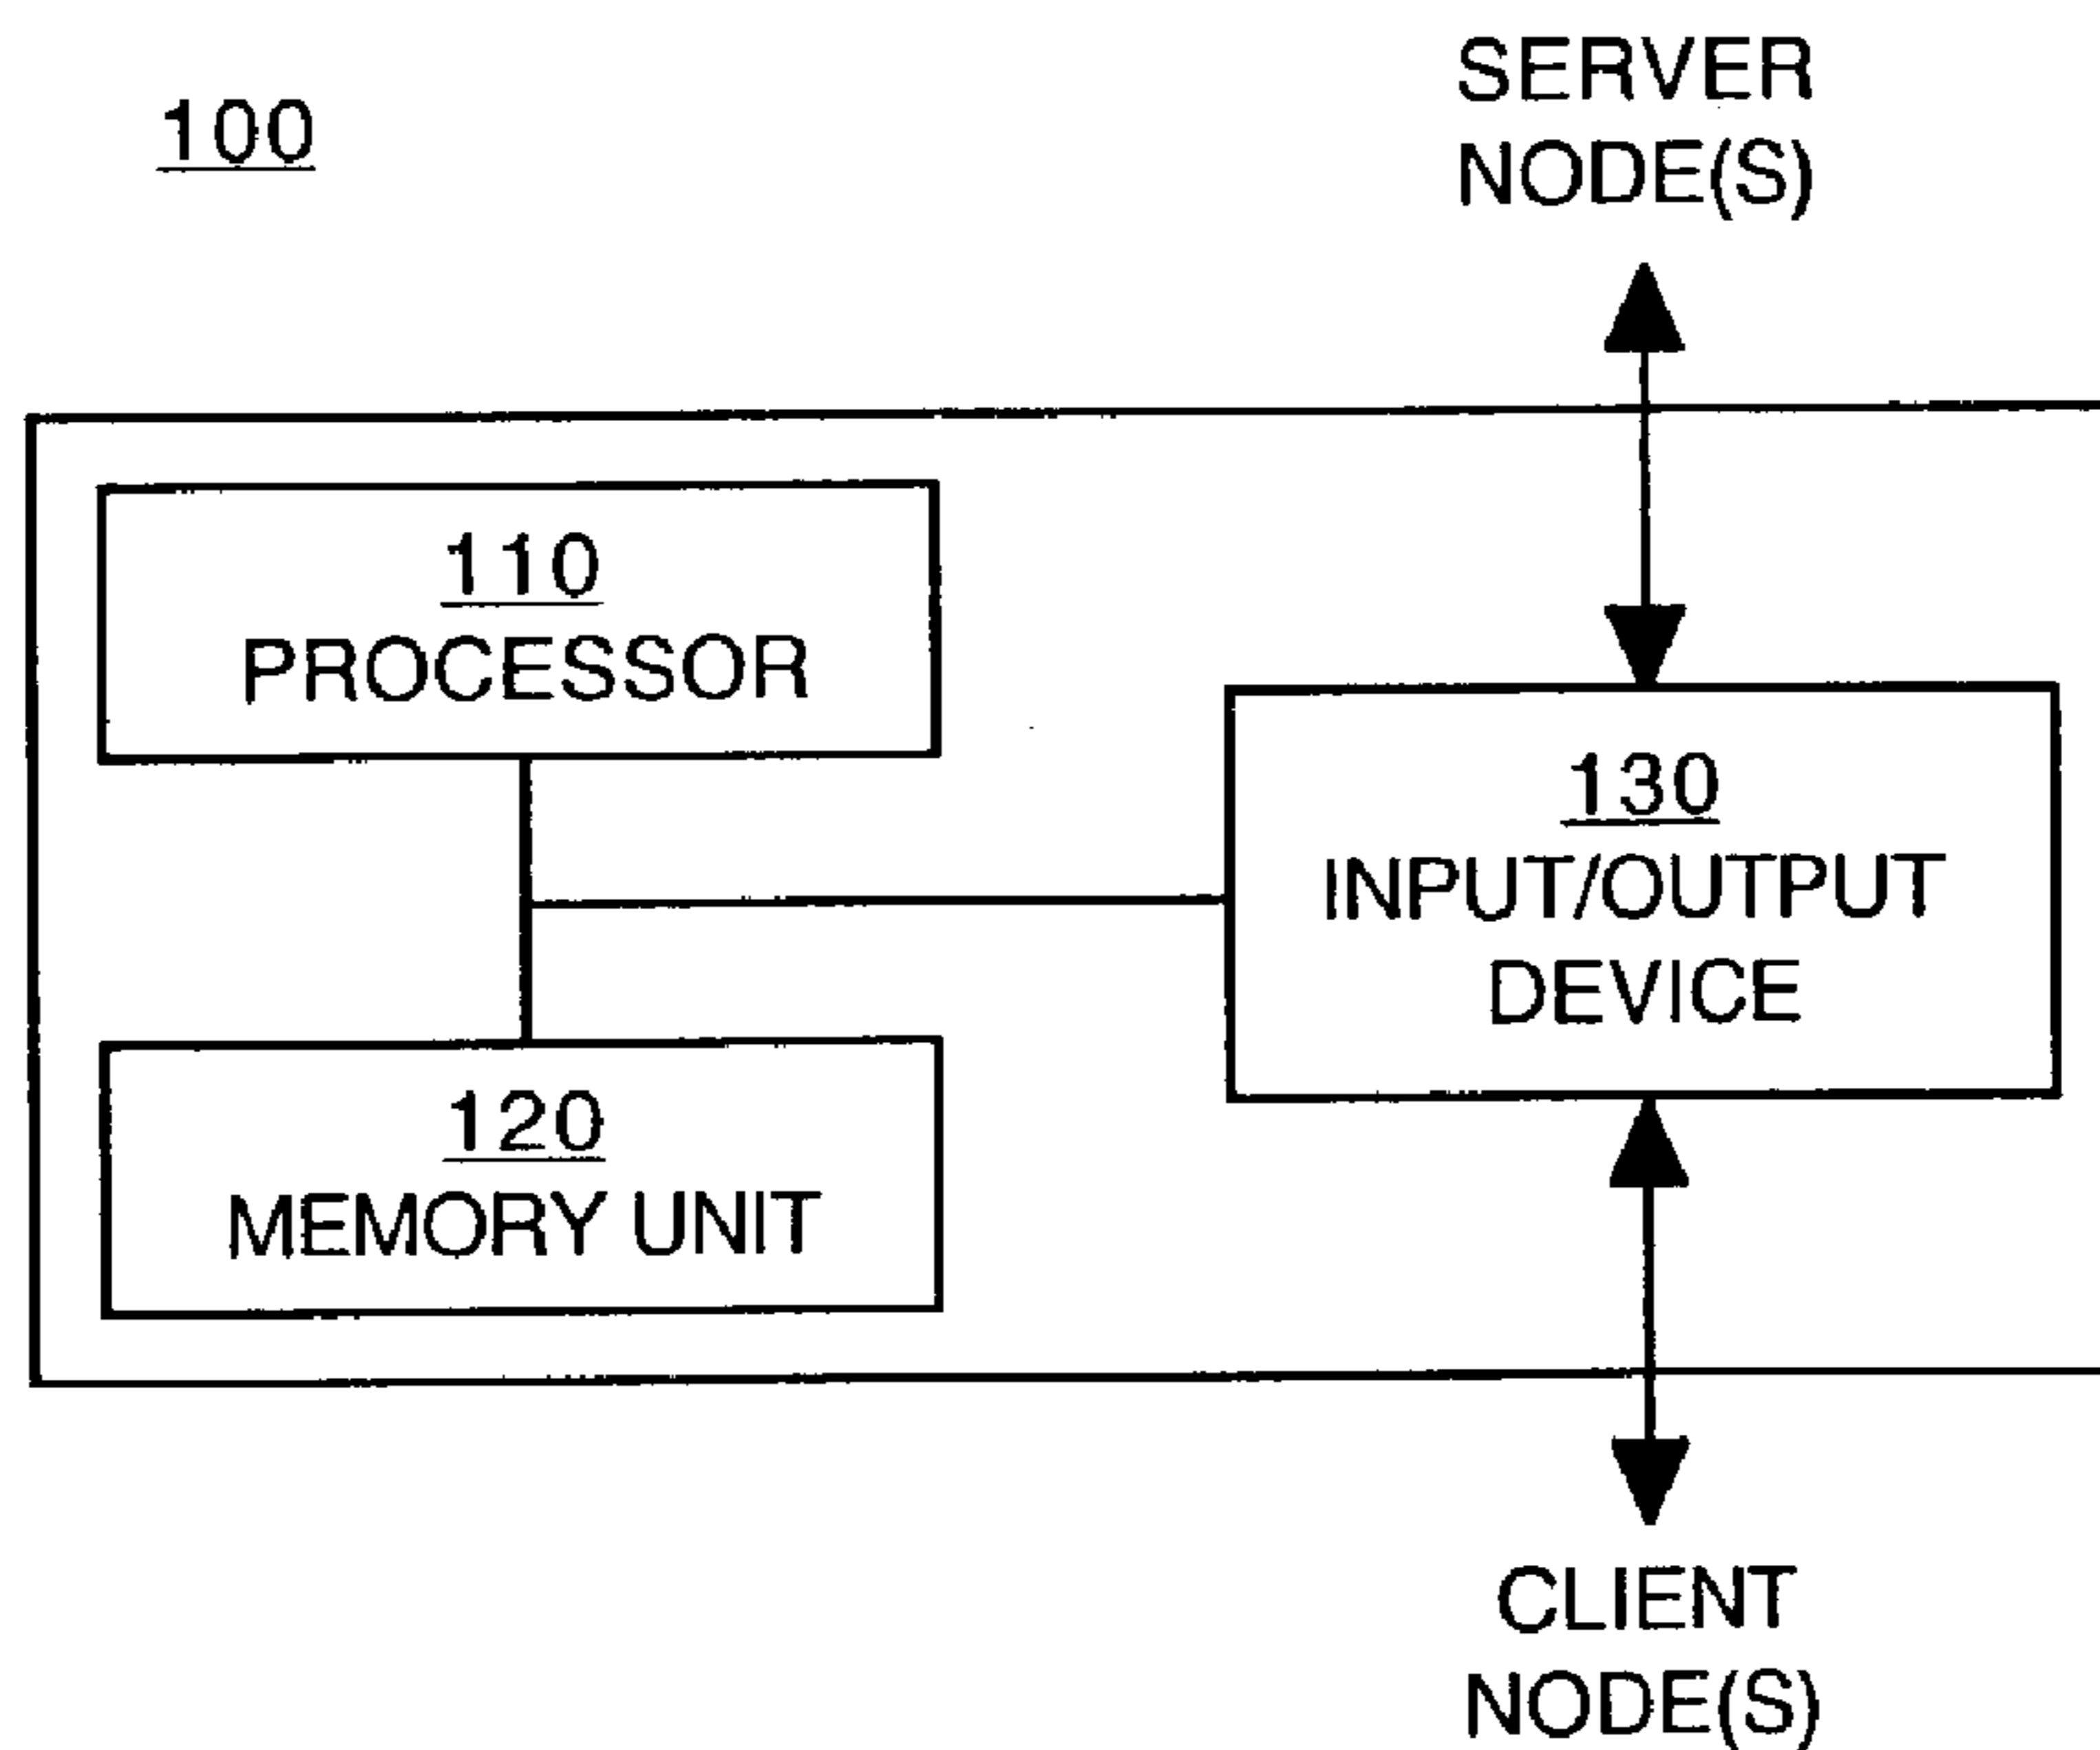 100
SERVER
NODE(S)
110
PROCESSOR
130
INPUT/OUTPUT
DEVICE
120
MEMORY UNIT
CLIENT
NODE(S)